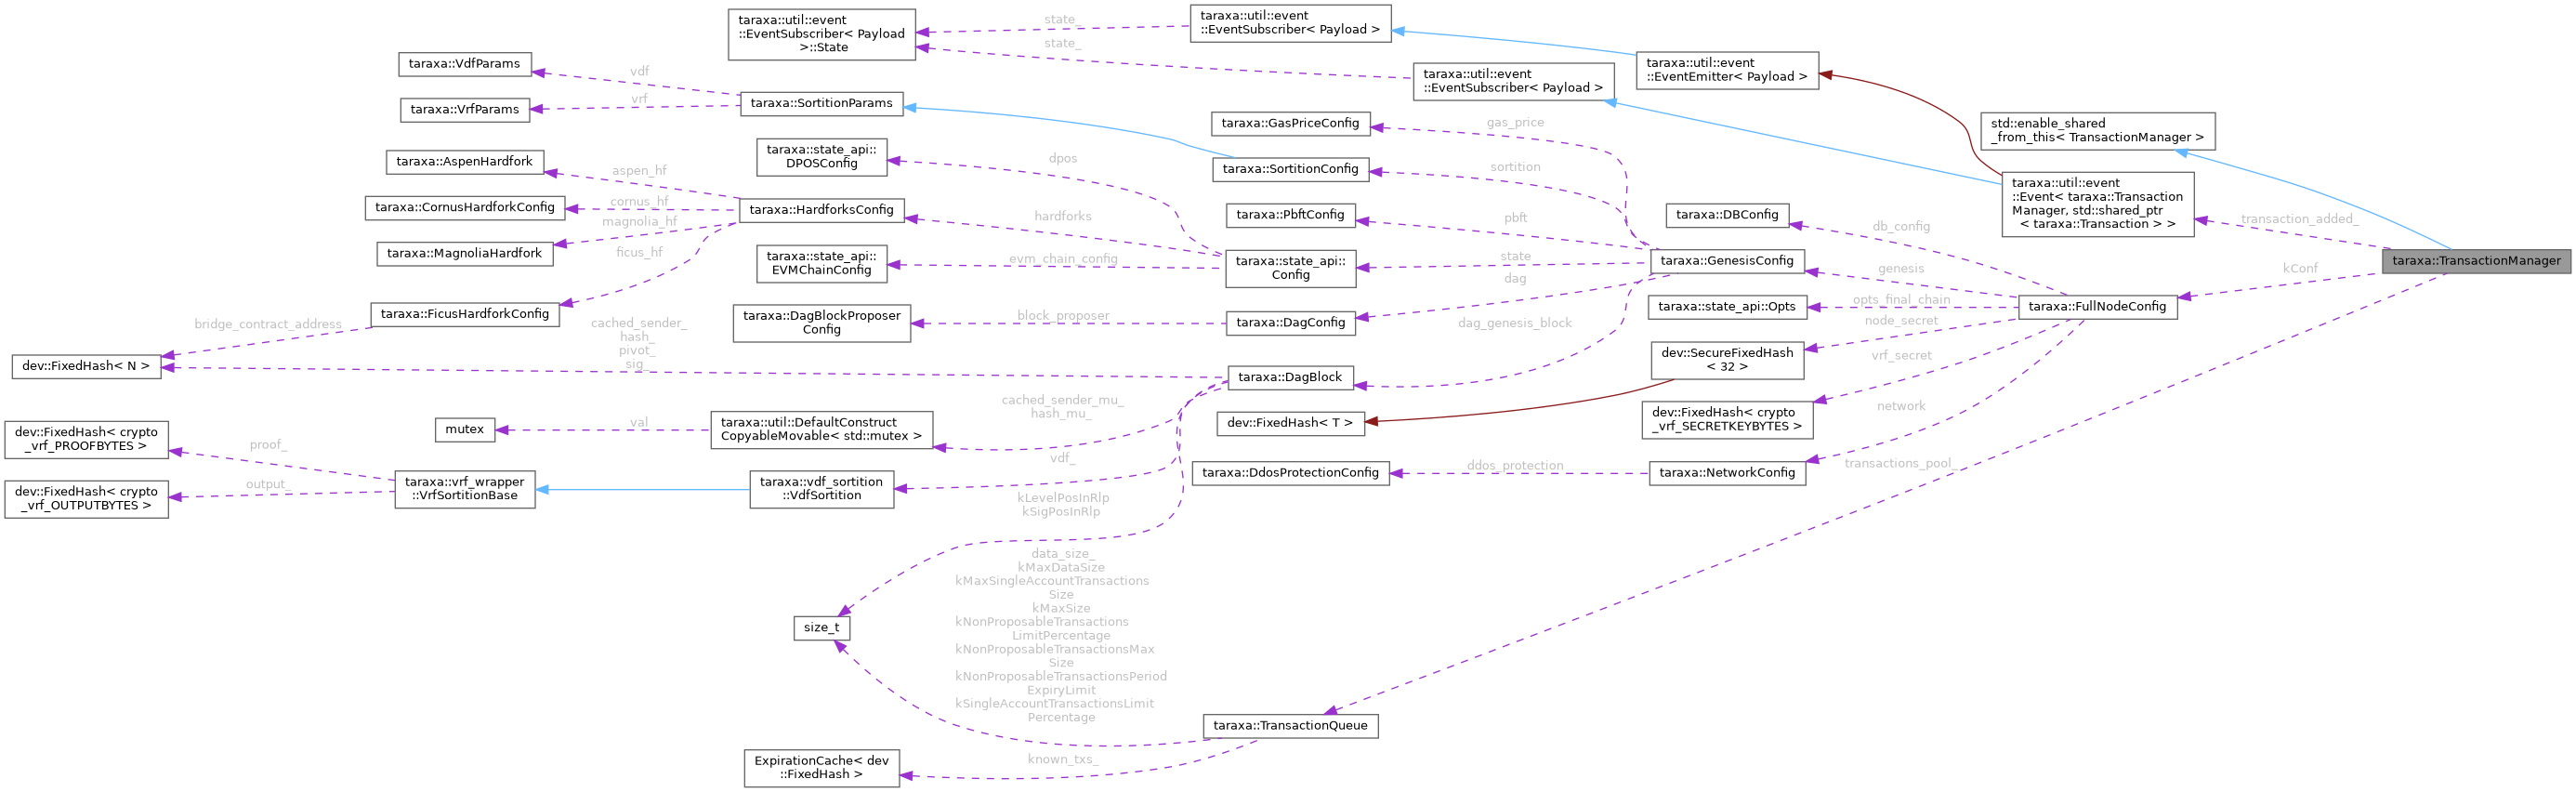 taraxa::util::event
::EventSubscriber< Payload
>::State
state_
state_
taraxa::util::event
::EventSubscriber< Payload >
taraxa::util::event
::EventEmitter< Payload >
taraxa::util::event
::EventSubscriber< Payload >
taraxa::VdfParams
vdf
taraxa::VrfParams
vrf
taraxa::SortitionParams
taraxa::GasPriceConfig
gas_price
std::enable_shared
_from_this< TransactionManager >
taraxa::AspenHardfork
aspen_hf
taraxa::state_api::
DPOSConfig
dpos
taraxa::SortitionConfig
sortition
taraxa::util::event
::Event< taraxa::Transaction
Manager, std::shared_ptr
< taraxa::Transaction > >
transaction_added_
taraxa::CornusHardforkConfig
cornus_hf
magnolia_hf
taraxa::HardforksConfig
hardforks
taraxa::PbftConfig
pbft
taraxa::DBConfig
db_config
taraxa::MagnoliaHardfork
ficus_hf
taraxa::state_api::
EVMChainConfig
evm_chain_config
taraxa::state_api::
Config
state
dag
taraxa::GenesisConfig
genesis
kConf
taraxa::TransactionManager
taraxa::FicusHardforkConfig
bridge_contract_address
taraxa::DagBlockProposer
Config
block_proposer
taraxa::DagConfig
dag_genesis_block
taraxa::state_api::Opts
opts_final_chain
taraxa::FullNodeConfig
node_secret
cached_sender_
hash_
pivot_
sig_
dev::FixedHash< N >
taraxa::DagBlock
dev::SecureFixedHash
< 32 >
vrf_secret
cached_sender_mu_
hash_mu_
dev::FixedHash< T >
dev::FixedHash< crypto
_vrf_SECRETKEYBYTES >
network
dev::FixedHash< crypto
_vrf_PROOFBYTES >
proof_
mutex
val
taraxa::util::DefaultConstruct
CopyableMovable< std::mutex >
vdf_
taraxa::DdosProtectionConfig
ddos_protection
taraxa::NetworkConfig
transactions_pool_
dev::FixedHash< crypto
_vrf_OUTPUTBYTES >
output_
taraxa::vrf_wrapper
::VrfSortitionBase
taraxa::vdf_sortition
::VdfSortition
kLevelPosInRlp
kSigPosInRlp
data_size_
kMaxDataSize
kMaxSingleAccountTransactions
Size
kMaxSize
kNonProposableTransactions
LimitPercentage
kNonProposableTransactionsMax
Size
kNonProposableTransactionsPeriod
ExpiryLimit
kSingleAccountTransactionsLimit
Percentage
size_t
taraxa::TransactionQueue
known_txs_
ExpirationCache< dev
::FixedHash >